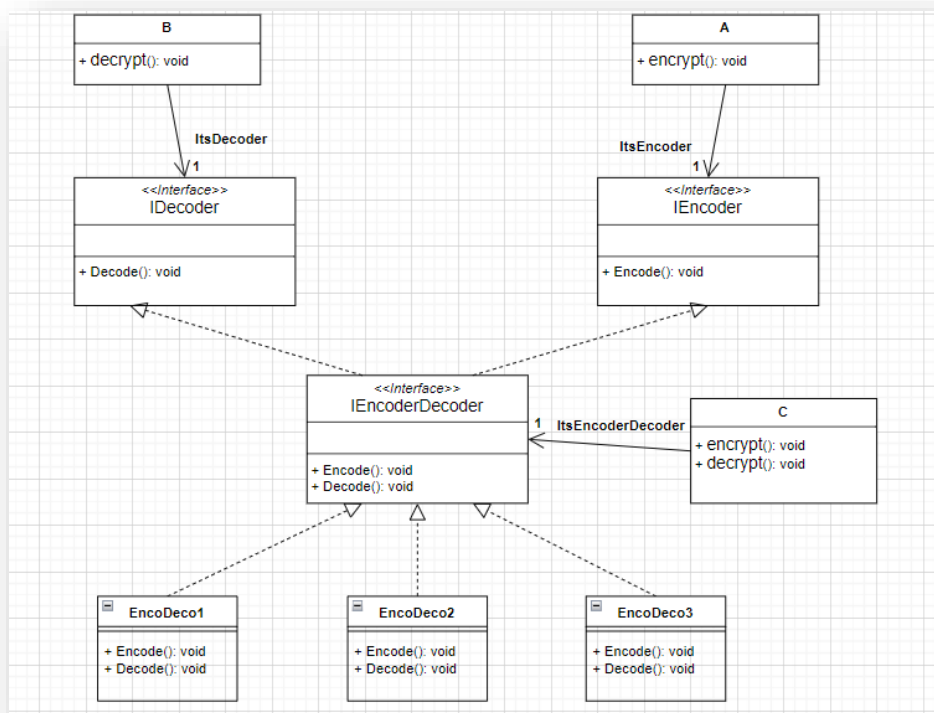 B
+ decrypt(): void
A
+ encrypt(): void
ItsDecoder
1
ItsEncoder
1
<<Interface>>
IDecoder
+ Decode(): void
<<Interface>>
IEncoder
+ Encode(): void
<<Interface>>
IEncoderDecoder
+ Encode(): void
+ Decode(): void
1
ItsEncoderDecoder
C
+ encrypt(): void
+ decrypt(): void
EncoDeco1
+ Encode(): void
+ Decode(): void
EncoDeco2
+ Encode(): void
+ Decode(): void
EncoDeco3
+ Encode(): void
+ Decode(): void